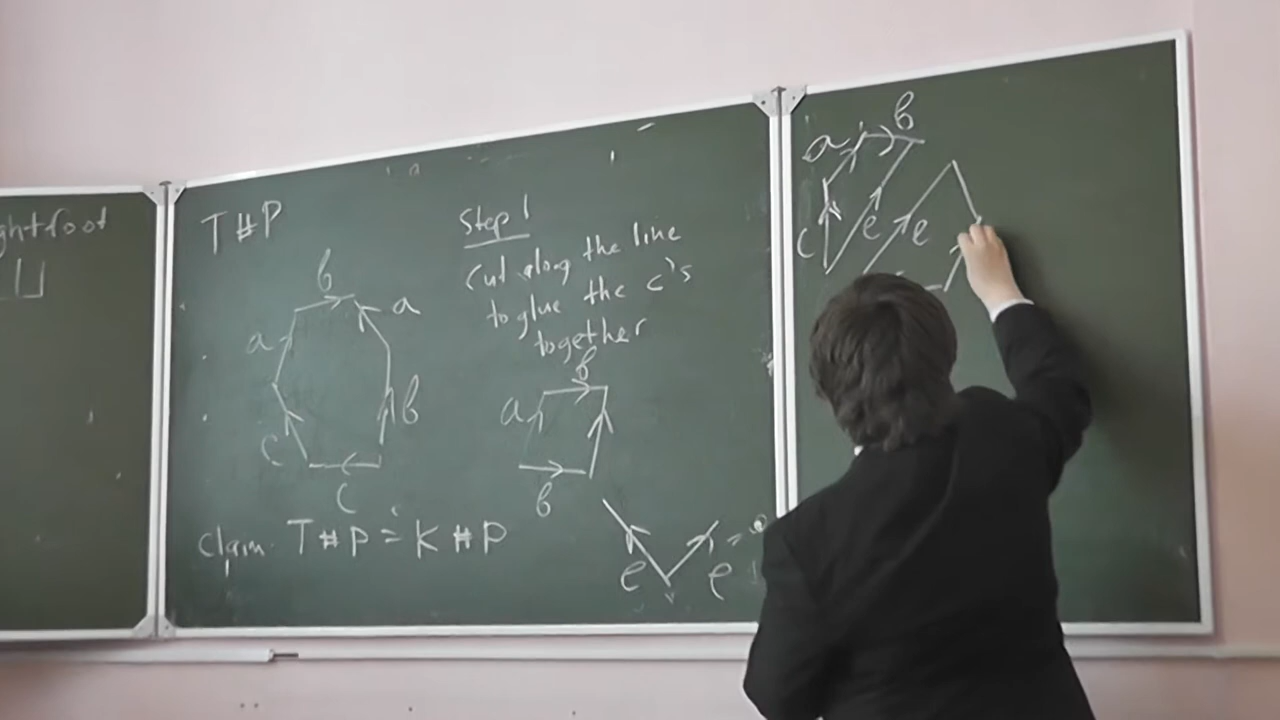 ghtfoot
T # P
b
a
a
b
c
c
Claim T # P = K # P
Step 1
Cut along the line
to glue the c's
together
b
a
b
e
e
a
b
c
e
e